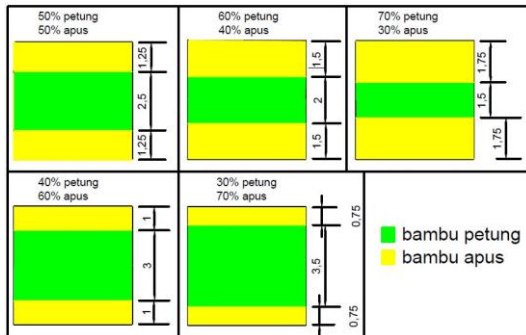 50% petung
50% apus
1,25
2,5
1,25
60% petung
40% apus
1,5
2
1,5
70% petung
30% apus
1,75
1,5
1,75
40% petung
60% apus
1
3
1
30% petung
70% apus
0,75
3,5
0,75
bambu petung
bambu apus